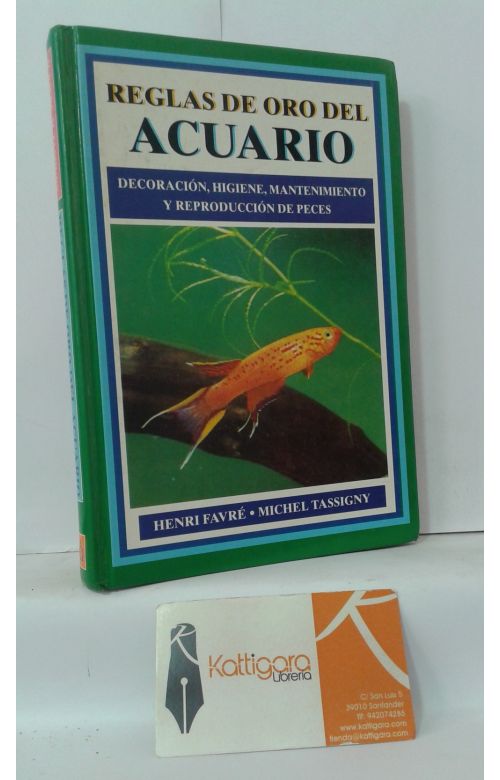 REGLAS DE ORO DEL
ACUARIO
DECORACIÓN, HIGIENE, MANTENIMIENTO
Y REPRODUCCIÓN DE PECES
HENRI FAVRÉ • MICHEL TASSIGNY
Kattigara
Librería
C/ San Luis 5
39010 Santander
Tlf: 942074285
www.kattigara.com
tienda@kattigara.com